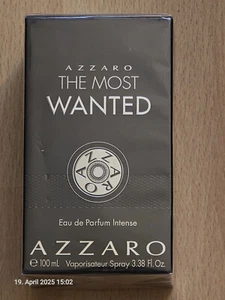 AZZARO
THE MOST
WANTED
AZZARO
Eau de Parfum Intense
AZZARO
e 100 mL Vaporisateur Spray 3.38 Fl. Oz.
19. April 2025 15:02